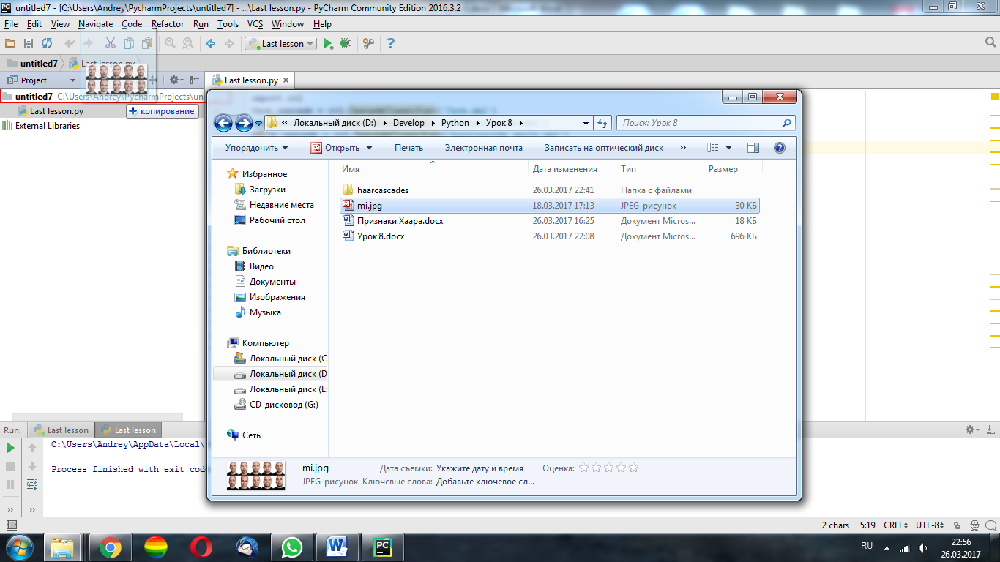 untitled7 - [C:\Users\Andrey\PycharmProjects\untitled7] - ...\Last lesson.py - PyCharm Community Edition 2016.3.2
File Edit View Navigate Code Refactor Run Tools VCS Window Help
Last lesson
untitled7 Last lesson.py
Project Last lesson.py
untitled7 C:\Users\Andrey\PycharmProjects\unt
Last lesson.py копирование
External Libraries
« Локальный диск (D:) Develop Python Урок 8 Поиск: Урок 8
Упорядочить Открыть Печать Электронная почта Записать на оптический диск »
Имя Дата изменения Тип Размер
haarcascades 26.03.2017 22:41 Папка с файлами
mi.jpg 18.03.2017 17:13 JPEG-рисунок 30 КБ
Признаки Хаара.docx 26.03.2017 16:25 Документ Micros... 18 КБ
Урок 8.docx 26.03.2017 22:08 Документ Micros... 696 КБ
Избранное
Загрузки
Недавние места
Рабочий стол
Библиотеки
Видео
Документы
Изображения
Музыка
Компьютер
Локальный диск (C
Локальный диск (D
Локальный диск (E:
CD-дисковод (G:)
Сеть
mi.jpg Дата съемки: Укажите дату и время Оценка:
JPEG-рисунок Ключевые слова: Добавьте ключевое сл...
Run: Last lesson Last lesson
C:\Users\Andrey\AppData\Local\
Process finished with exit code
2 chars 5:19 CRLF UTF-8
RU 22:56
26.03.2017